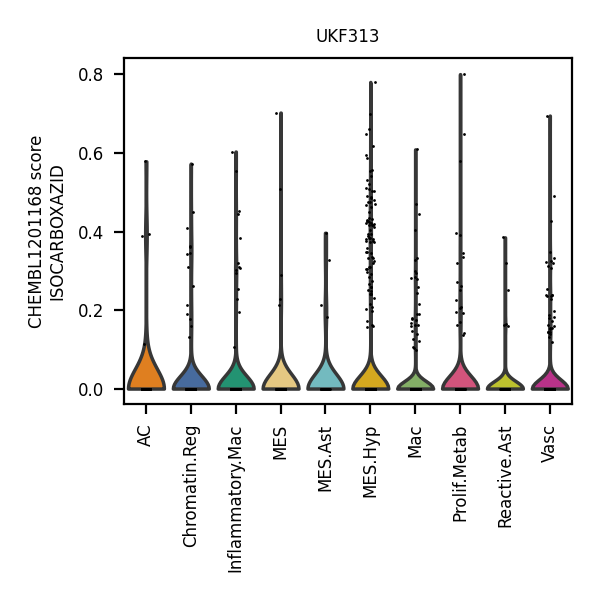 UKF313
CHEMBL1201168 score
ISOCARBOXAZID
0.8
0.6
0.4
0.2
0.0
AC
Chromatin.Reg
Inflammatory.Mac
MES
MES.Ast
MES.Hyp
Mac
Prolif.Metab
Reactive.Ast
Vasc